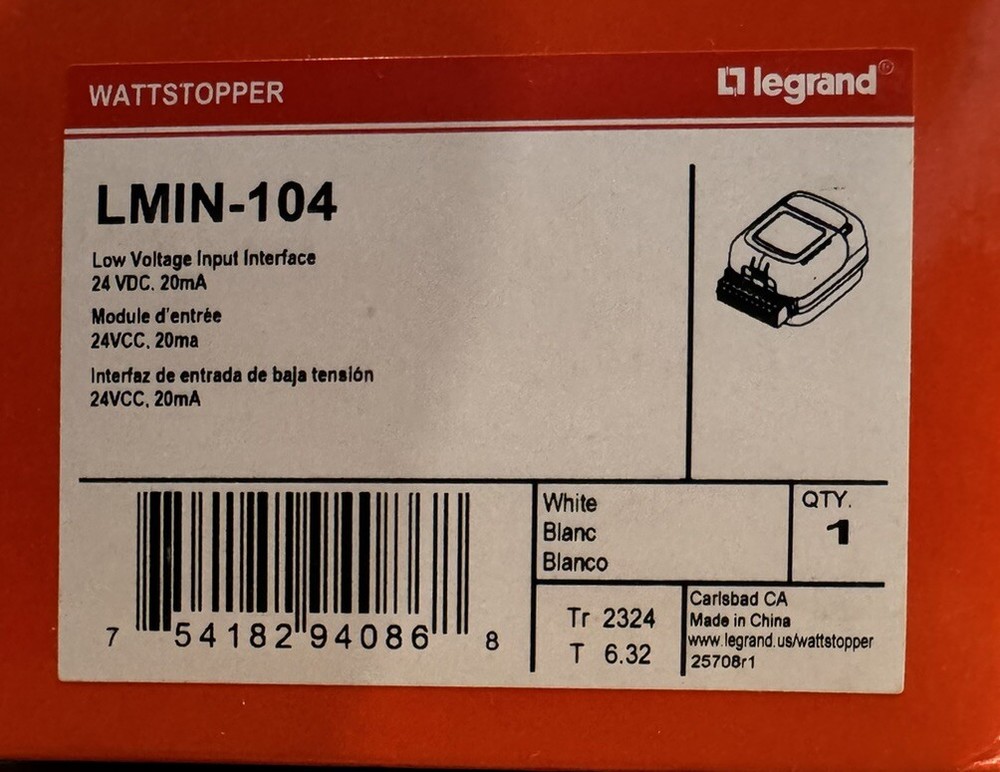 WATTSTOPPER
legrand®
LMIN-104
Low Voltage Input Interface
24 VDC, 20mA
Module d'entrée
24VCC, 20ma
Interfaz de entrada de baja tensión
24VCC, 20mA
White
Blanc
Blanco
QTY.
1
7 54182 94086 8
Tr 2324
T 6.32
Carlsbad CA
Made in China
www.legrand.us/wattstopper
25708r1